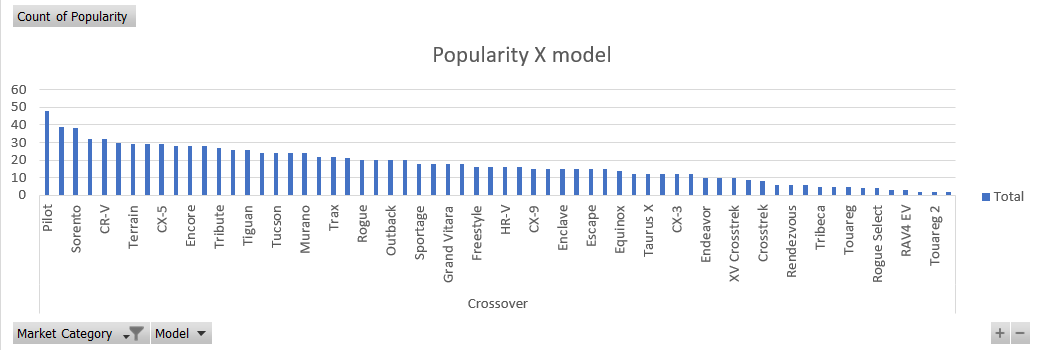 Count of Popularity
Popularity X model
60
50
40
30
20
10
0
Pilot
Sorento
CR-V
Terrain
CX-5
Encore
Tribute
Tiguan
Tucson
Murano
Trax
Rogue
Outback
Sportage
Grand Vitara
Freestyle
HR-V
CX-9
Enclave
Escape
Equinox
Taurus X
CX-3
Endeavor
XV Crosstrek
Crosstrek
Rendezvous
Tribeca
Touareg
Rogue Select
RAV4 EV
Touareg 2
Crossover
Total
Market Category
Model
+ −